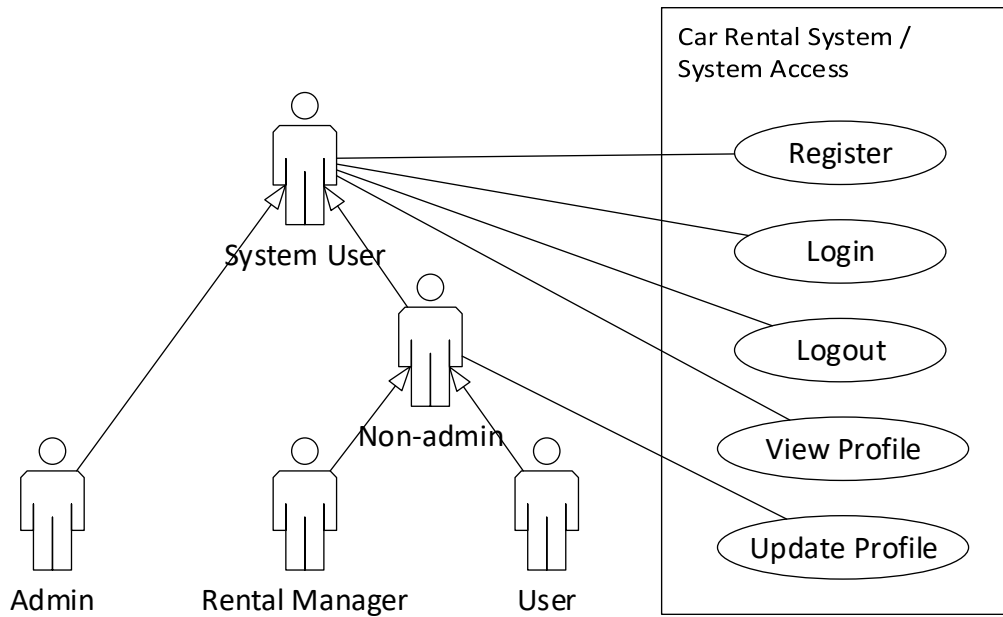 Car Rental System /
System Access
Register
System User
Login
Logout
Non-admin
View Profile
Update Profile
Admin
Rental Manager
User